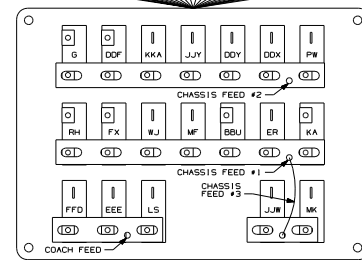 G DDF KKA JJY DDY DDX PW
CHASSIS FEED #2
RH FX WJ MF BBU ER KA
CHASSIS FEED #1
CHASSIS
FEED #3
FFD EEE LS JJW MK
COACH FEED